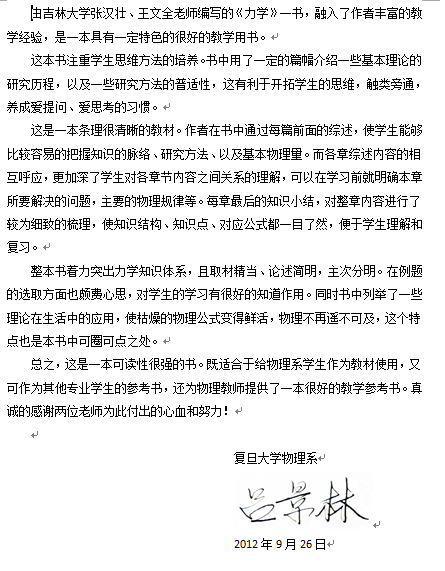 由吉林大学张汉壮、王文全老师编写的《力学》一书，融入了作者丰富的教
学经验，是一本具有一定特色的很好的教学用书。
这本书注重学生思维方法的培养。书中用了一定的篇幅介绍一些基本理论的
研究历程，以及一些研究方法的普适性，这有利于开拓学生的思维，触类旁通，
养成爱提问、爱思考的习惯。
这是一本条理很清晰的教材。作者在书中通过每篇前面的综述，使学生能够
比较容易的把握知识的脉络、研究方法、以及基本物理量。而各章综述内容的相
互呼应，更加深了学生对各章节内容之间关系的理解，可以在学习前就明确本章
所要解决的问题，主要的物理规律等。每章最后的知识小结，对整章内容进行了
较为细致的梳理，使知识结构、知识点、对应公式都一目了然，便于学生理解和
复习。
整本书着力突出力学知识体系，且取材精当、论述简明，主次分明。在例题
的选取方面也颇费心思，对学生的学习有很好的知道作用。同时书中列举了一些
理论在生活中的应用，使枯燥的物理公式变得鲜活，物理不再遥不可及，这个特
点也是本书中可圈可点之处。
总之，这是一本可读性很强的书。既适合于给物理系学生作为教材使用，又
可作为其他专业学生的参考书，还为物理教师提供了一本很好的教学参考书。真
诚的感谢两位老师为此付出的心血和努力！
复旦大学物理系
吕景林
2012 年 9 月 26 日